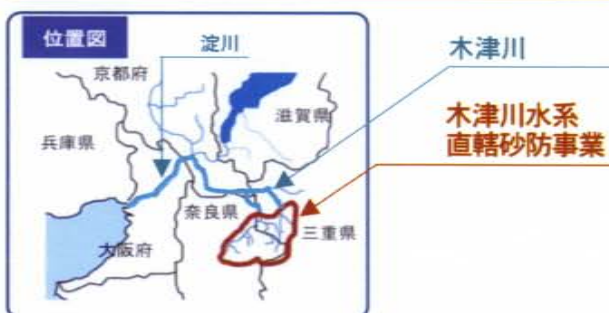 位置図
淀川
木津川
京都府
滋賀県
兵庫県
木津川水系
直轄砂防事業
奈良県
三重県
大阪府